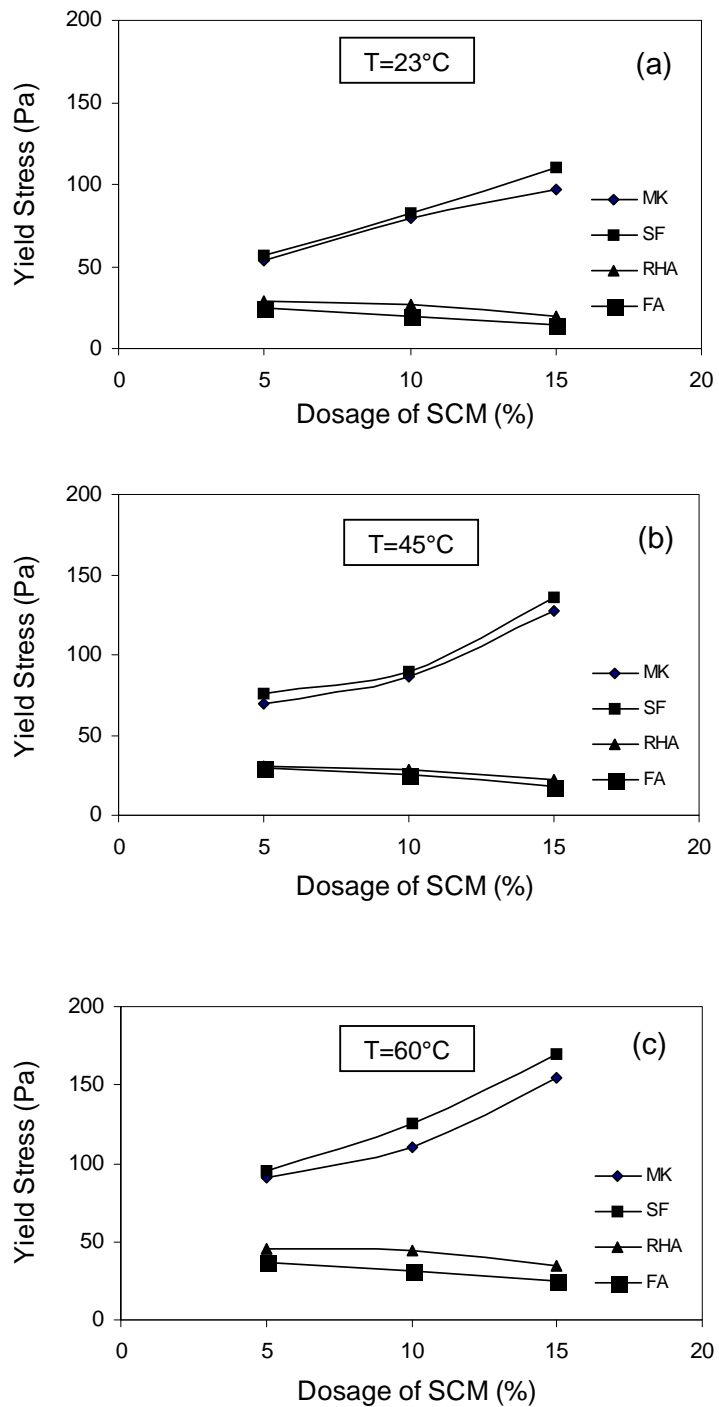 200
T=23°C
(a)
150
Yield Stress (Pa)
100
MK
SF
50
RHA
FA
0
0 5 10 15 20
Dosage of SCM (%)
200
T=45°C
(b)
150
Yield Stress (Pa)
100
MK
SF
50
RHA
FA
0
0 5 10 15 20
Dosage of SCM (%)
200
T=60°C
(c)
150
Yield Stress (Pa)
100
MK
SF
50
RHA
FA
0
0 5 10 15 20
Dosage of SCM (%)